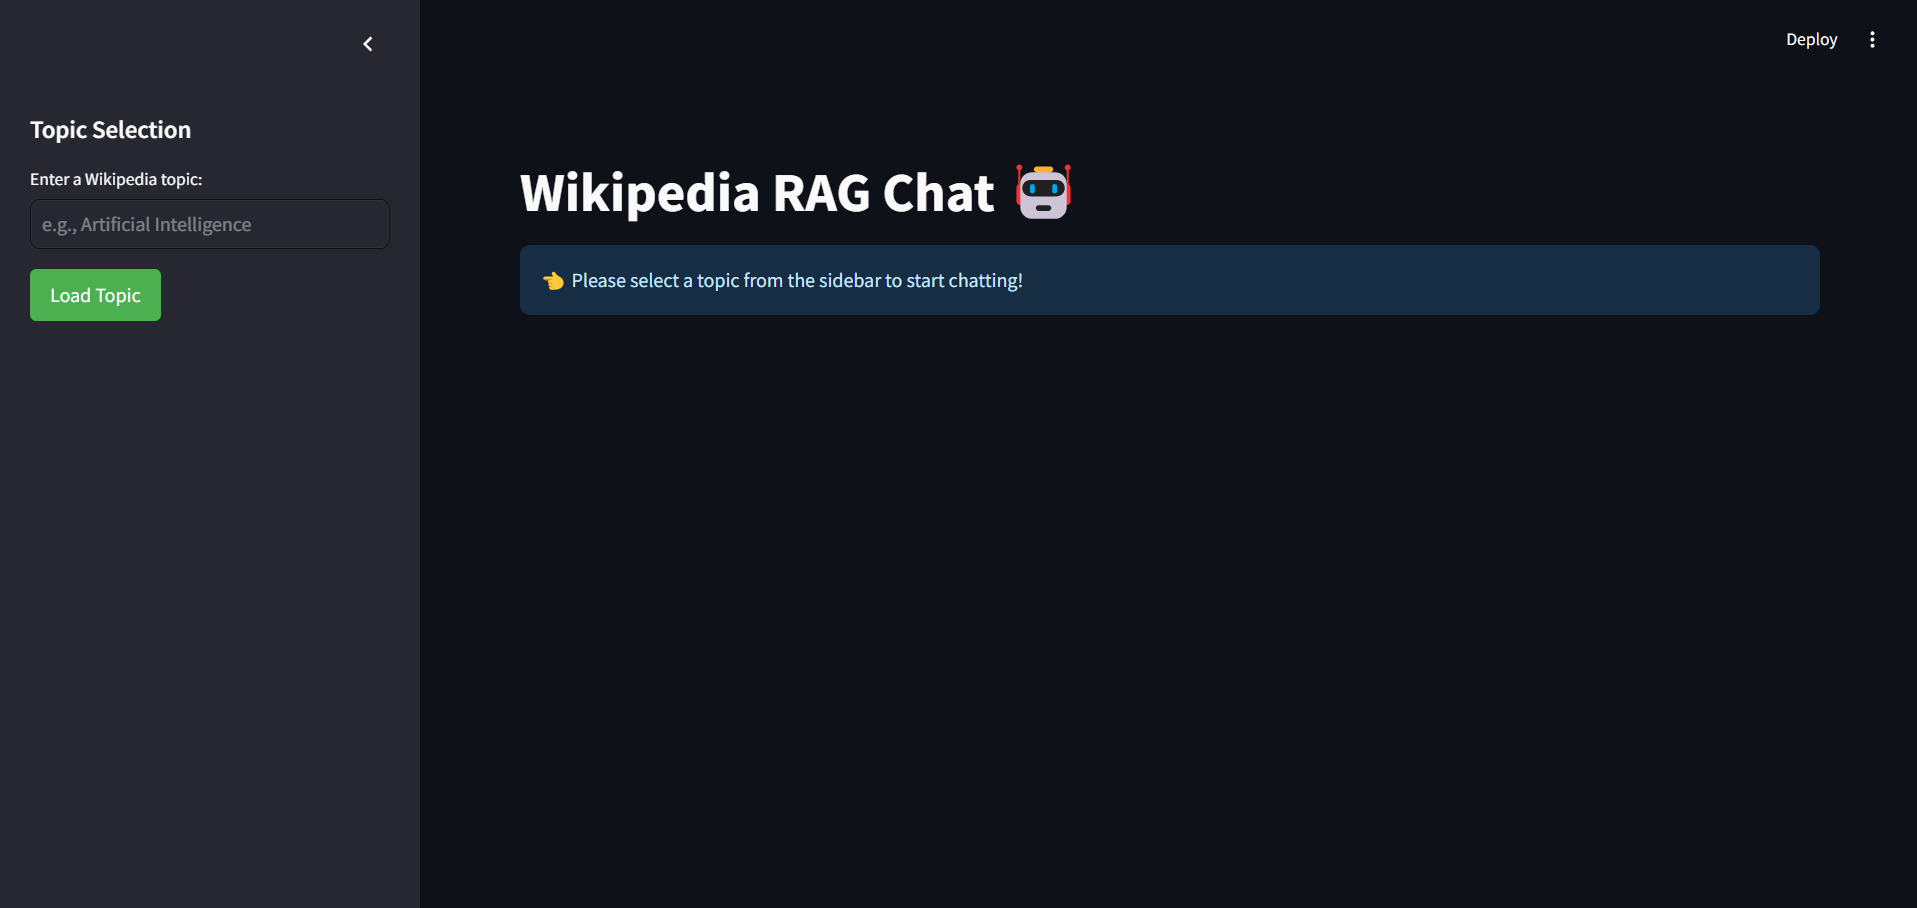 Deploy
Topic Selection
Enter a Wikipedia topic:
e.g., Artificial Intelligence
Load Topic
Wikipedia RAG Chat
Please select a topic from the sidebar to start chatting!